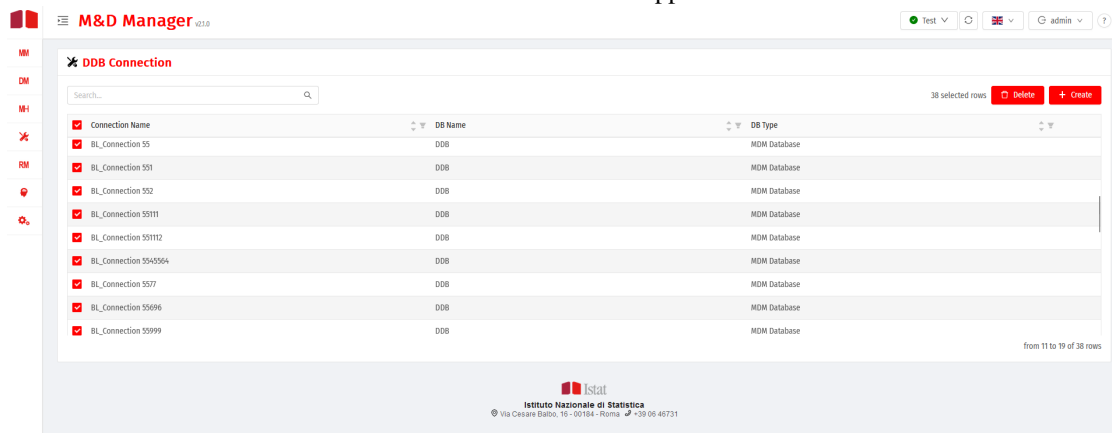 M&D Manager v21.0
Test
admin
?
MM
DM
MH
RM
DDB Connection
Search...
38 selected rows
Delete
+ Create
Connection Name DB Name DB Type
BL_Connection 55 DDB MDM Database
BL_Connection 551 DDB MDM Database
BL_Connection 552 DDB MDM Database
BL_Connection 55111 DDB MDM Database
BL_Connection 551112 DDB MDM Database
BL_Connection 5545564 DDB MDM Database
BL_Connection 5577 DDB MDM Database
BL_Connection 55696 DDB MDM Database
BL_Connection 55999 DDB MDM Database
from 11 to 19 of 38 rows
Istat
Istituto Nazionale di Statistica
Via Cesare Balbo, 16 - 00184 - Roma +39 06 46731